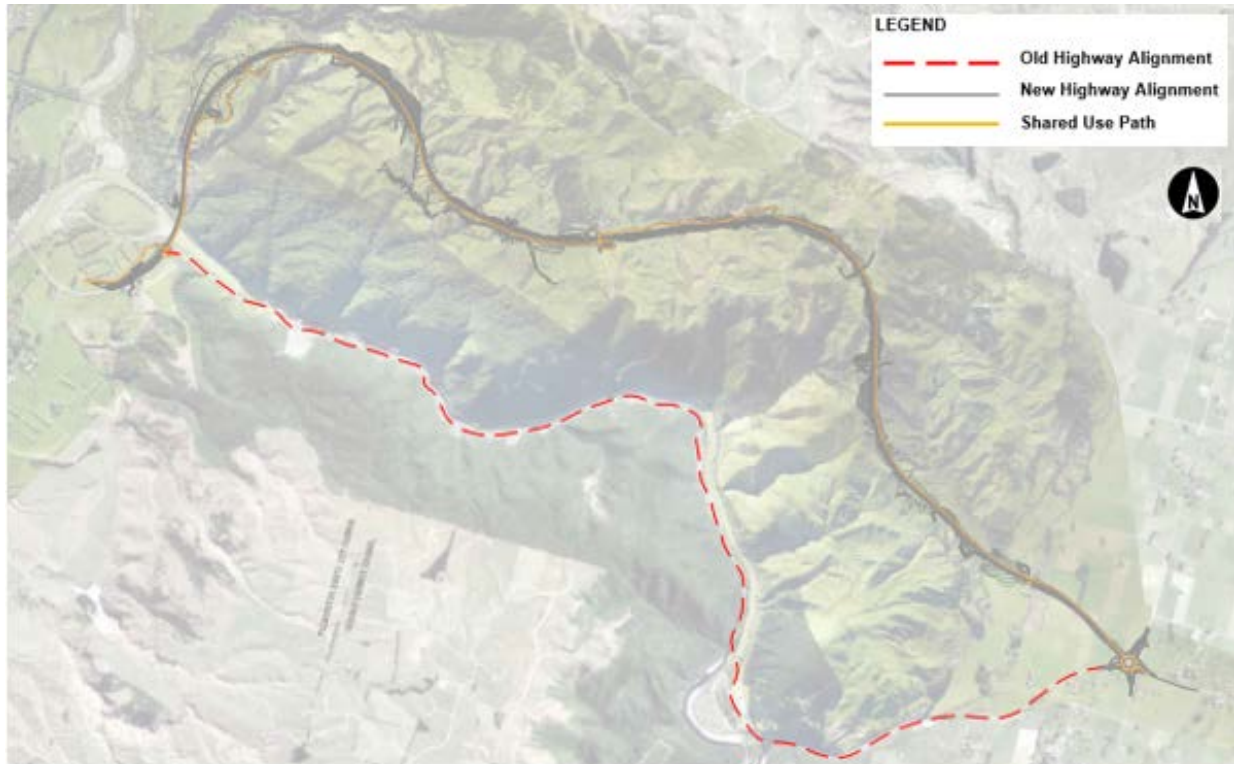 LEGEND
Old Highway Alignment
New Highway Alignment
Shared Use Path
N